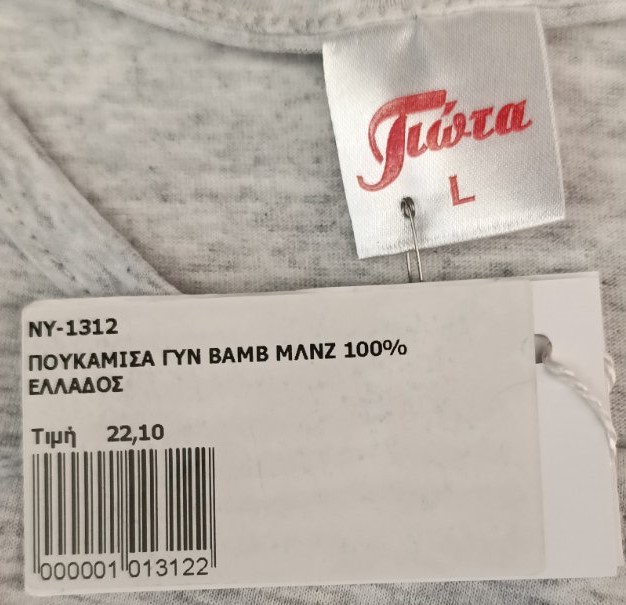 Γιώτα
L
NY-1312
ΠΟΥΚΑΜΙΣΑ ΓΥΝ ΒΑΜΒ ΜΛΝΖ 100%
ΕΛΛΑΔΟΣ
Τιμή 22,10
000001 013122